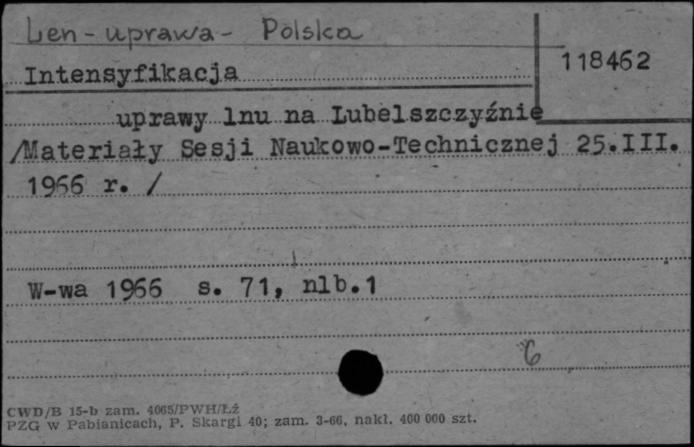 Len - uprawa - Polska
118462
Intensyfikacja
uprawy lnu na Lubelszczyźnie
/Materiały Sesji Naukowo-Technicznej 25.III.
1966 r. /
W-wa 1966 s. 71, nlb.1
6
CWD/B 15-b zam. 4065/PWH/Łź
PZG w Pabianicach, P. Skargi 40; zam. 3-66, nakł. 400 000 szt.